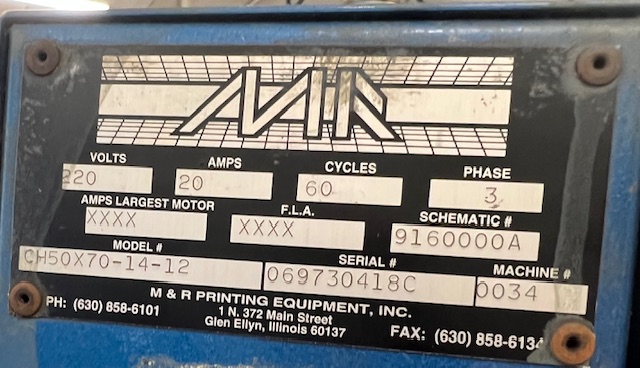 M&R
VOLTS AMPS CYCLES PHASE
220 20 60 3
AMPS LARGEST MOTOR F.L.A. SCHEMATIC #
XXXX XXXX 9160000A
MODEL # SERIAL # MACHINE #
CH50X70-14-12 069730418C 0034
M & R PRINTING EQUIPMENT, INC.
1 N. 372 Main Street
Glen Ellyn, Illinois 60137
PH: (630) 858-6101 FAX: (630) 858-6134